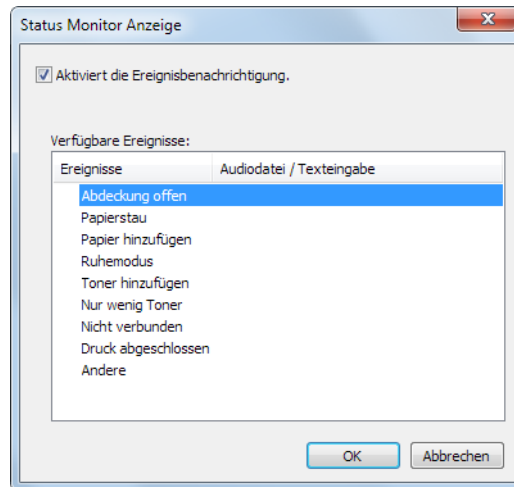 Status Monitor Anzeige
Aktiviert die Ereignisbenachrichtigung.
Verfügbare Ereignisse:
Ereignisse Audiodatei / Texteingabe
Abdeckung offen
Papierstau
Papier hinzufügen
Ruhemodus
Toner hinzufügen
Nur wenig Toner
Nicht verbunden
Druck abgeschlossen
Andere
OK Abbrechen